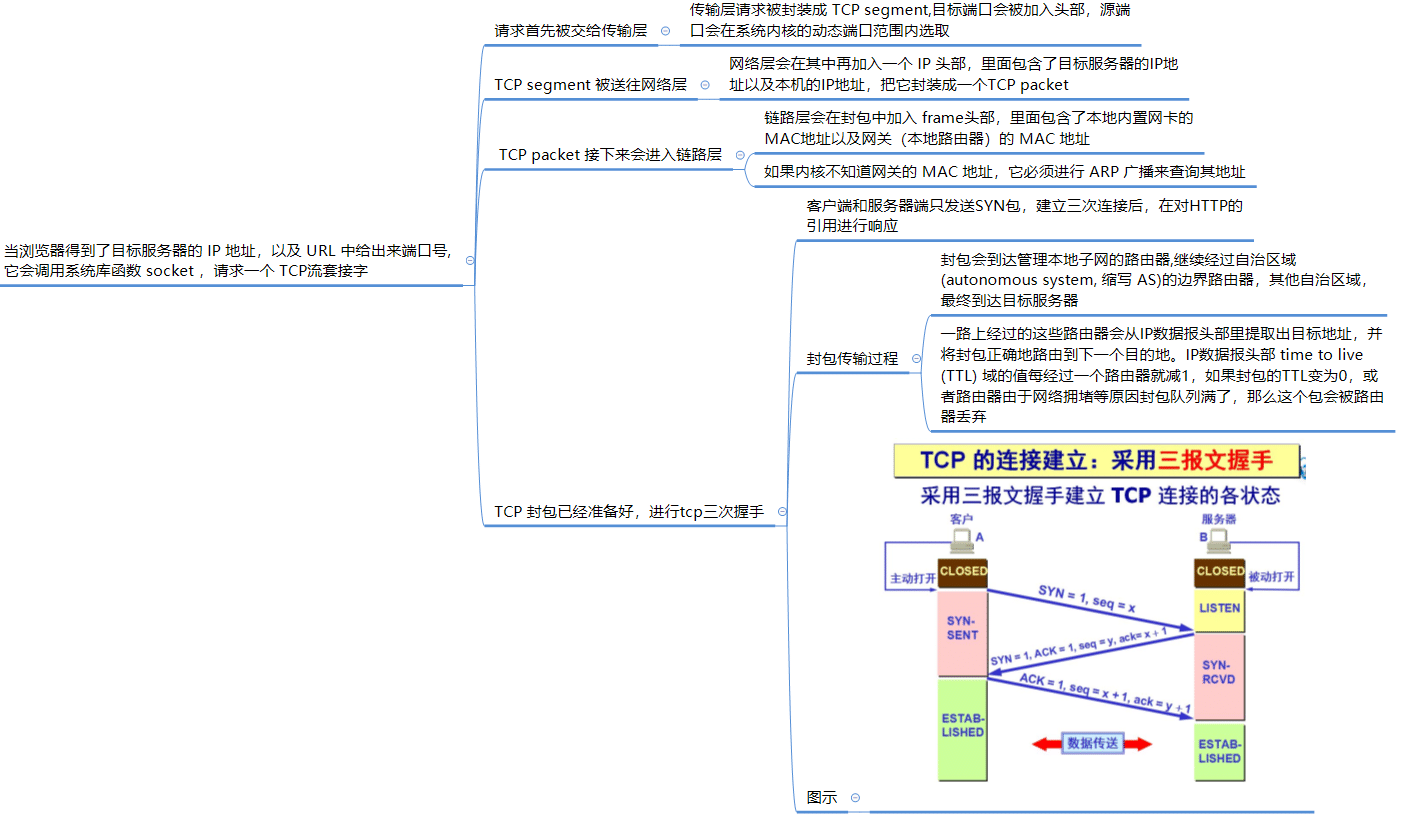 当浏览器得到了目标服务器的 IP 地址，以及 URL 中给出来端口号,
它会调用系统库函数 socket ，请求一个 TCP流套接字
请求首先被交给传输层
传输层请求被封装成 TCP segment,目标端口会被加入头部，源端
口会在系统内核的动态端口范围内选取
TCP segment 被送往网络层
网络层会在其中再加入一个 IP 头部，里面包含了目标服务器的IP地
址以及本机的IP地址，把它封装成一个TCP packet
TCP packet 接下来会进入链路层
链路层会在封包中加入 frame头部，里面包含了本地内置网卡的
MAC地址以及网关（本地路由器）的 MAC 地址
如果内核不知道网关的 MAC 地址，它必须进行 ARP 广播来查询其地址
TCP 封包已经准备好，进行tcp三次握手
客户端和服务器端只发送SYN包，建立三次连接后，在对HTTP的
引用进行响应
封包传输过程
封包会到达管理本地子网的路由器,继续经过自治区域
(autonomous system, 缩写 AS)的边界路由器，其他自治区域，
最终到达目标服务器
一路上经过的这些路由器会从IP数据报头部里提取出目标地址，并
将封包正确地路由到下一个目的地。IP数据报头部 time to live
(TTL) 域的值每经过一个路由器就减1，如果封包的TTL变为0，或
者路由器由于网络拥堵等原因封包队列满了，那么这个包会被路由
器丢弃
图示
TCP 的连接建立：采用三报文握手
采用三报文握手建立 TCP 连接的各状态
客户
服务器
A
B
主动打开
CLOSED
CLOSED
被动打开
SYN = 1, seq = x
LISTEN
SYN-
SENT
SYN = 1, ACK = 1, seq = y, ack= x + 1
SYN-
RCVD
ACK = 1, seq = x + 1, ack = y + 1
ESTAB-
LISHED
数据传送
ESTAB-
LISHED